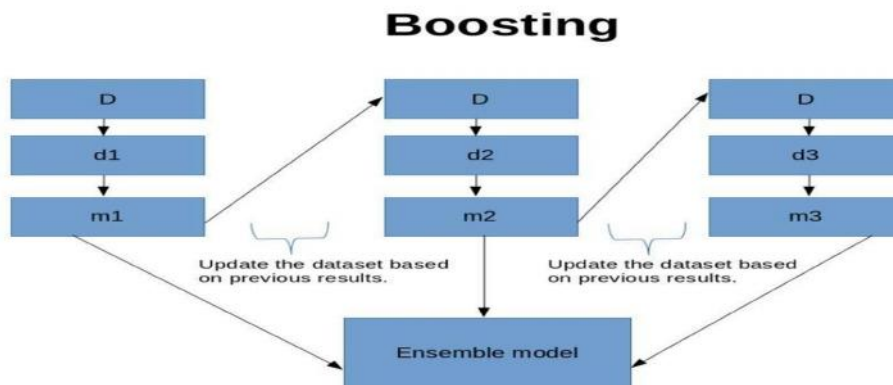 Boosting
D
D
D
d1
d2
d3
m1
m2
m3
Update the dataset based
on previous results.
Update the dataset based
on previous results.
Ensemble model